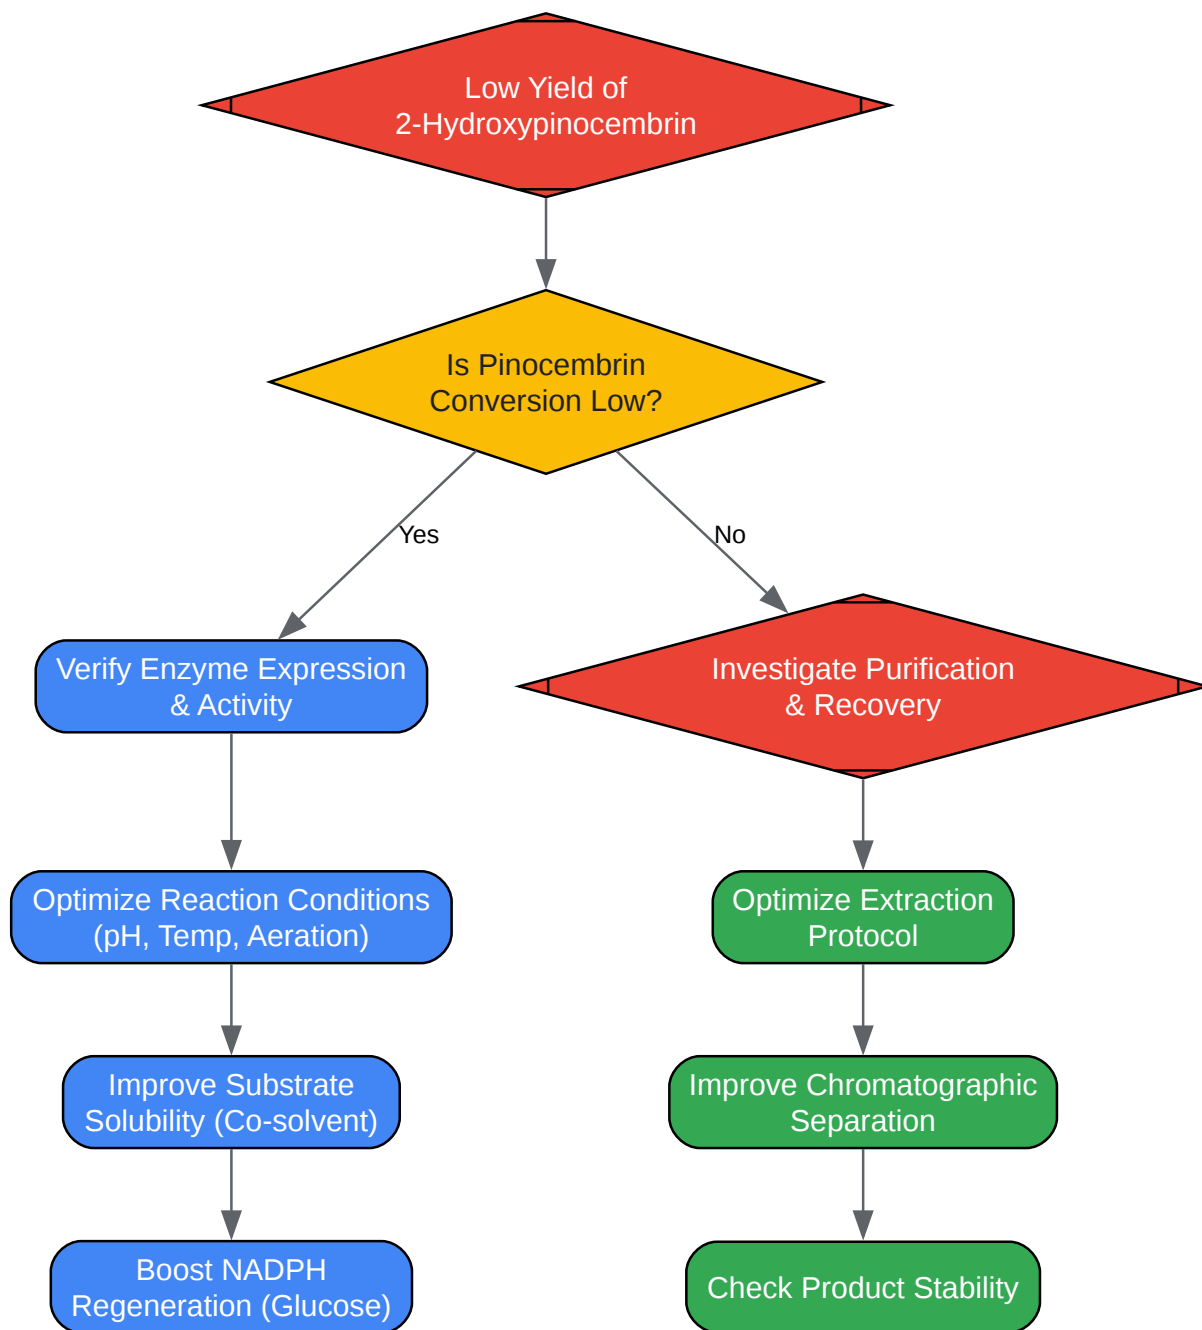 Low Yield of
2-Hydroxypinocembrin
Is Pinocembrin
Conversion Low?
Yes
No
Verify Enzyme Expression
& Activity
Investigate Purification
& Recovery
Optimize Reaction Conditions
(pH, Temp, Aeration)
Optimize Extraction
Protocol
Improve Substrate
Solubility (Co-solvent)
Improve Chromatographic
Separation
Boost NADPH
Regeneration (Glucose)
Check Product Stability